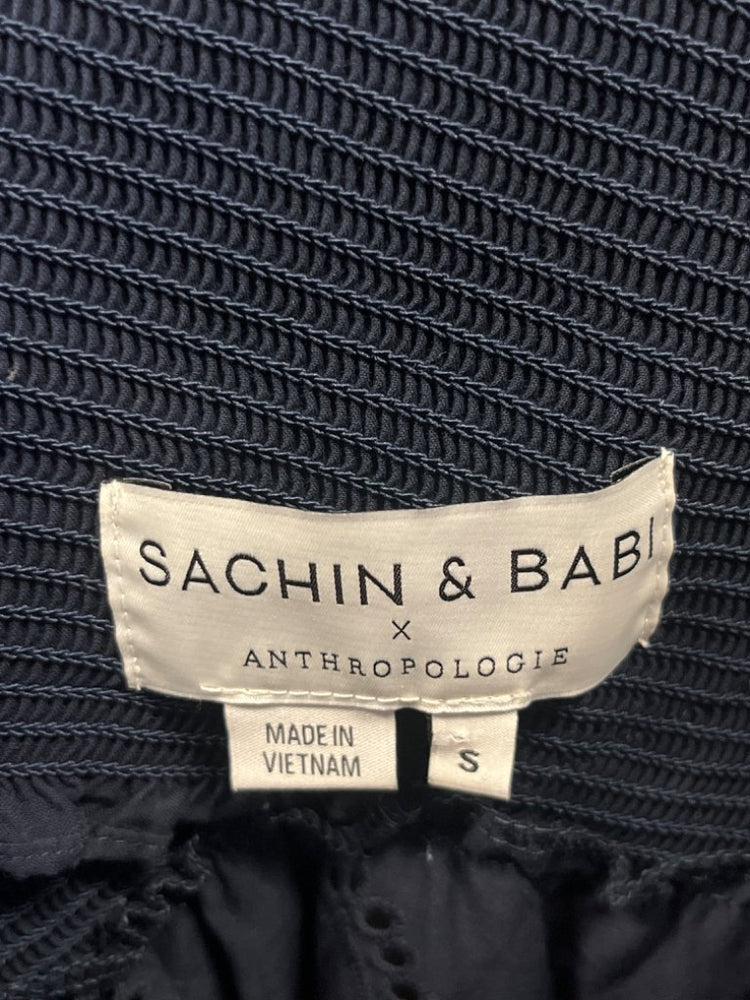 SACHIN & BABI
X
ANTHROPOLOGIE
MADE IN
VIETNAM
S